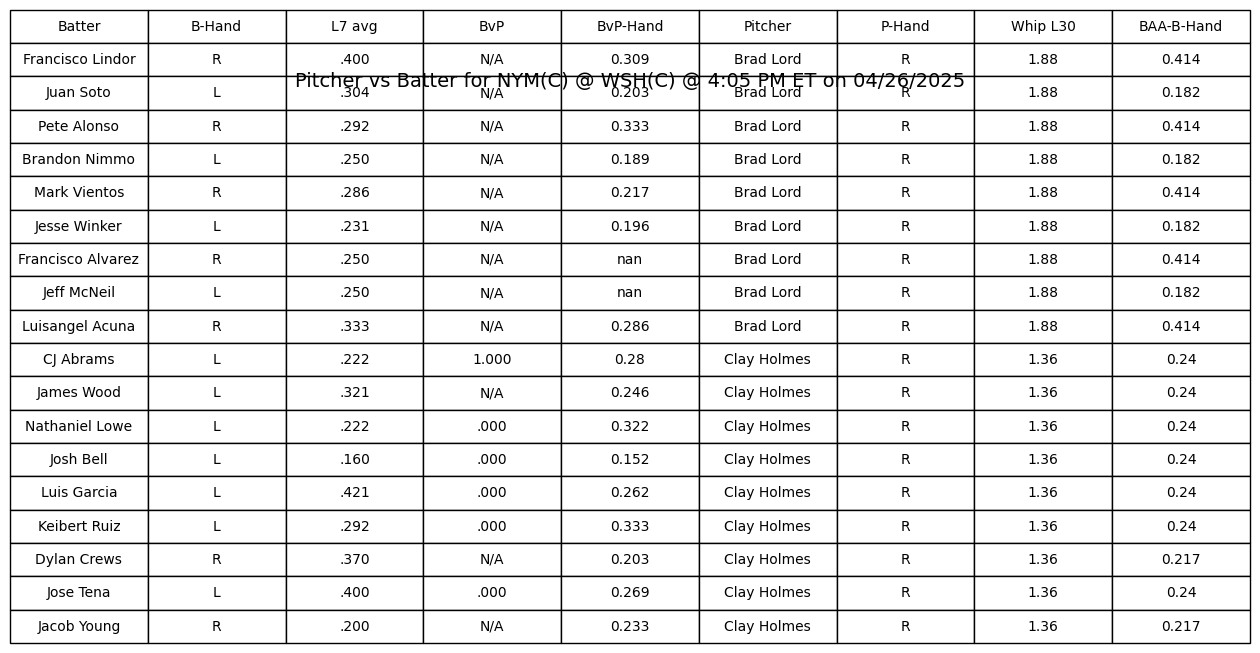 Batter B-Hand L7 avg BvP BvP-Hand Pitcher P-Hand Whip L30 BAA-B-Hand
Francisco Lindor R .400 N/A 0.309 Brad Lord R 1.88 0.414
Pitcher vs Batter for NYM(C) @ WSH(C) @ 4:05 PM ET on 04/26/2025
Juan Soto L .304 N/A 0.203 Brad Lord R 1.88 0.182
Pete Alonso R .292 N/A 0.333 Brad Lord R 1.88 0.414
Brandon Nimmo L .250 N/A 0.189 Brad Lord R 1.88 0.182
Mark Vientos R .286 N/A 0.217 Brad Lord R 1.88 0.414
Jesse Winker L .231 N/A 0.196 Brad Lord R 1.88 0.182
Francisco Alvarez R .250 N/A nan Brad Lord R 1.88 0.414
Jeff McNeil L .250 N/A nan Brad Lord R 1.88 0.182
Luisangel Acuna R .333 N/A 0.286 Brad Lord R 1.88 0.414
CJ Abrams L .222 1.000 0.28 Clay Holmes R 1.36 0.24
James Wood L .321 N/A 0.246 Clay Holmes R 1.36 0.24
Nathaniel Lowe L .222 .000 0.322 Clay Holmes R 1.36 0.24
Josh Bell L .160 .000 0.152 Clay Holmes R 1.36 0.24
Luis Garcia L .421 .000 0.262 Clay Holmes R 1.36 0.24
Keibert Ruiz L .292 .000 0.333 Clay Holmes R 1.36 0.24
Dylan Crews R .370 N/A 0.203 Clay Holmes R 1.36 0.217
Jose Tena L .400 .000 0.269 Clay Holmes R 1.36 0.24
Jacob Young R .200 N/A 0.233 Clay Holmes R 1.36 0.217